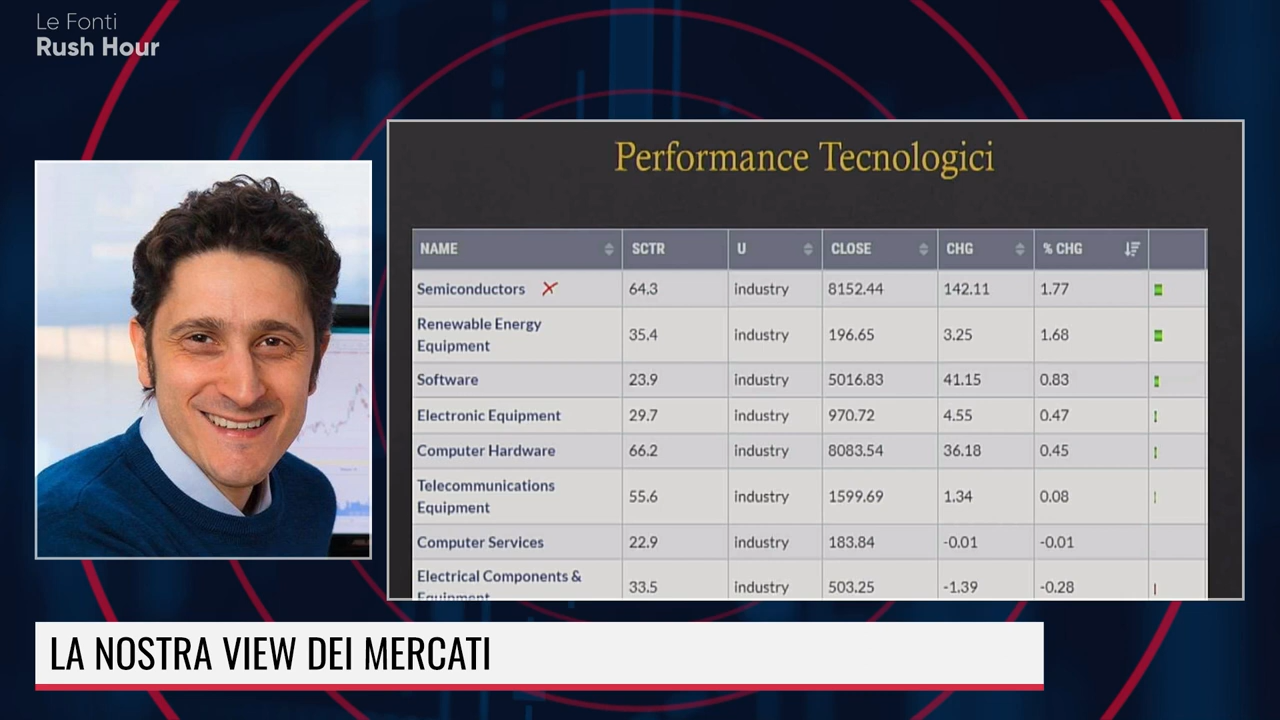 Le Fonti
Rush Hour
Performance Tecnologici
NAME SCTR U CLOSE CHG % CHG
Semiconductors 64.3 industry 8152.44 142.11 1.77
Renewable Energy
Equipment 35.4 industry 196.65 3.25 1.68
Software 23.9 industry 5016.83 41.15 0.83
Electronic Equipment 29.7 industry 970.72 4.55 0.47
Computer Hardware 66.2 industry 8083.54 36.18 0.45
Telecommunications
Equipment 55.6 industry 1599.69 1.34 0.08
Computer Services 22.9 industry 183.84 -0.01 -0.01
Electrical Components &
Equipment 33.5 industry 503.25 -1.39 -0.28
LA NOSTRA VIEW DEI MERCATI